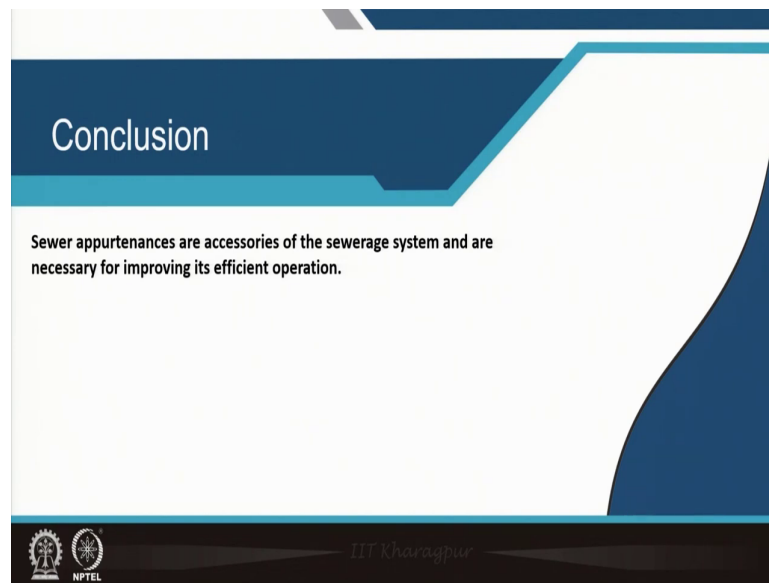 Conclusion
Sewer appurtenances are accessories of the sewerage system and are
necessary for improving its efficient operation.
NPTEL
IIT Kharagpur